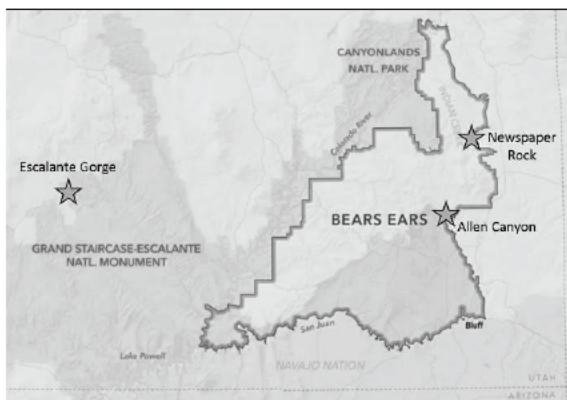 CANYONLANDS
NATL. PARK
INDIAN
Colorado River
Newspaper
Rock
Escalante Gorge
BEARS EARS
Allen Canyon
GRAND STAIRCASE-ESCALANTE
NATL. MONUMENT
San Juan
Bluff
Lake Powell
NAVAJO NATION
UTAH
ARIZONA